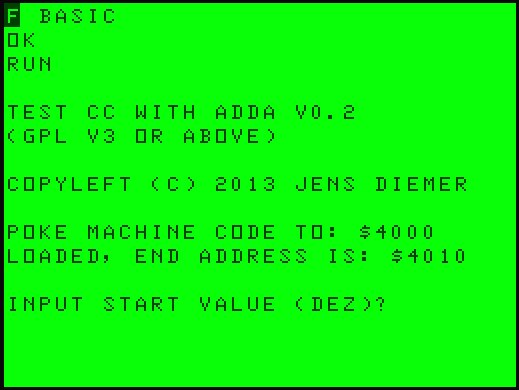 F BASIC
OK
RUN
TEST CC WITH ADDA V0.2
(GPL V3 OR ABOVE)
COPYLEFT (C) 2013 JENS DIEMER
POKE MACHINE CODE TO: $4000
LOADED, END ADDRESS IS: $4010
INPUT START VALUE (DEZ)?